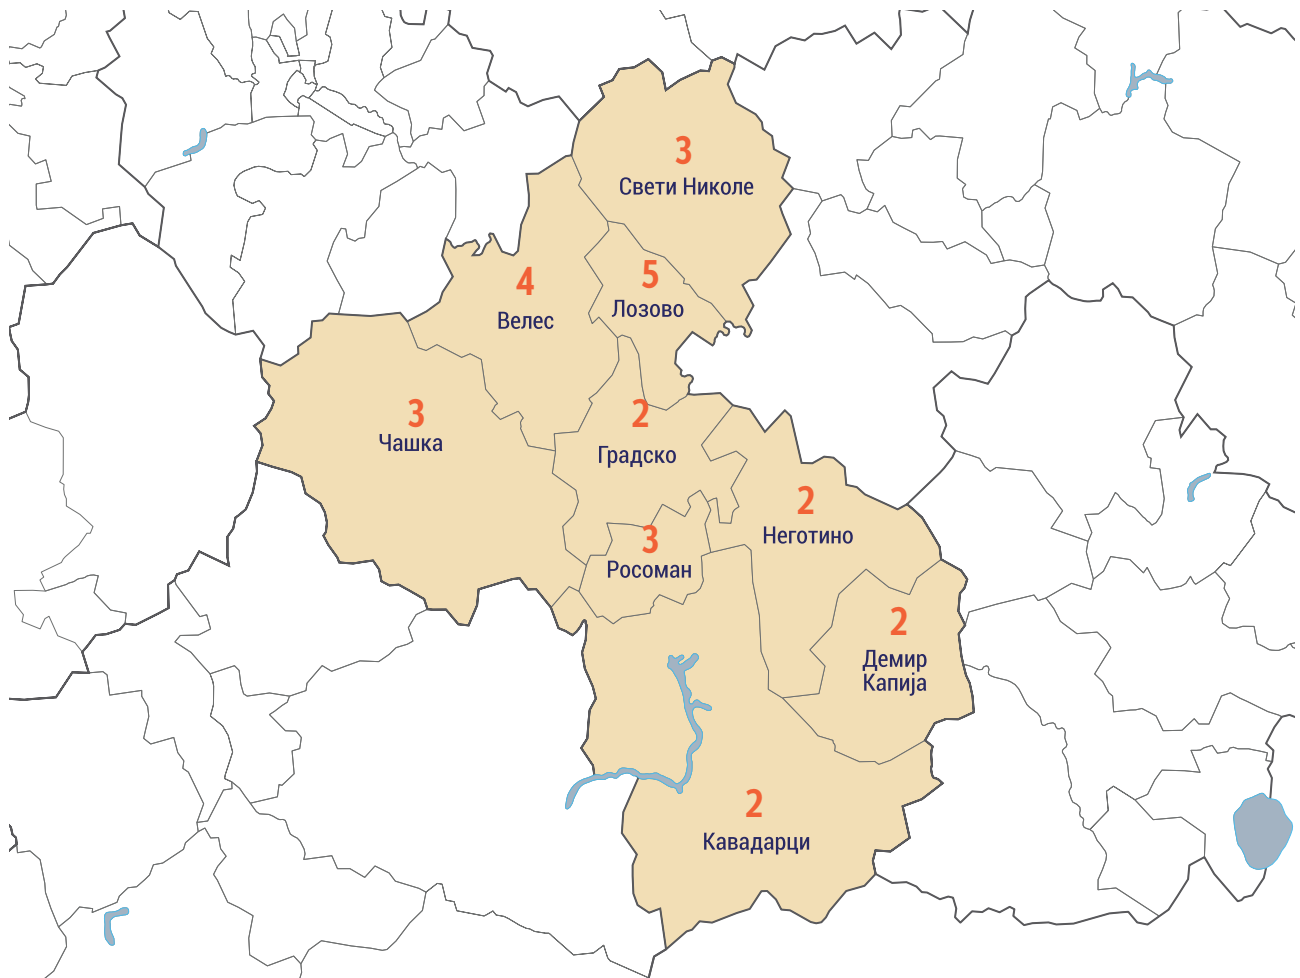 3
Свети Николе
5
Лозово
4
Велес
3
Чашка
2
Градско
2
Неготино
3
Росоман
2
Демир
Капија
2
Кавадарци